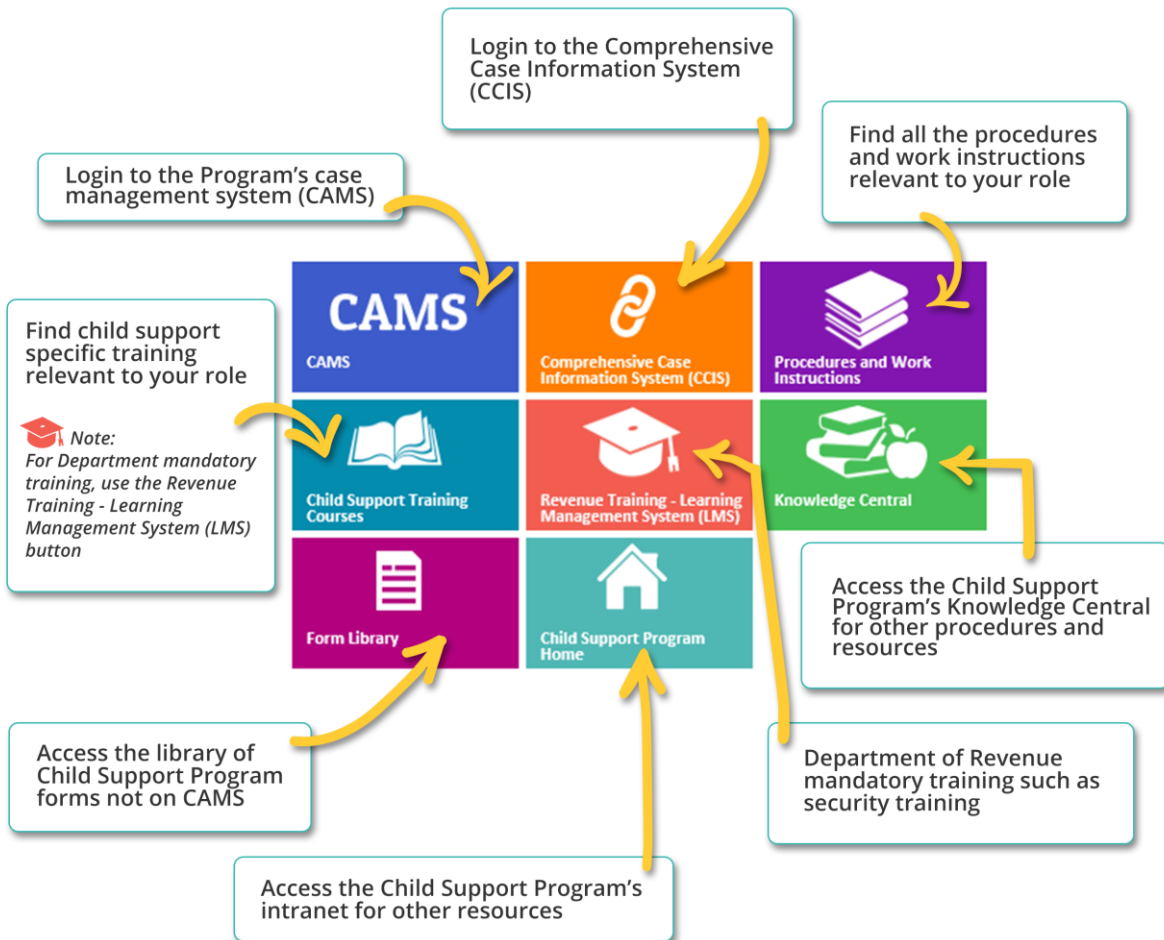 Login to the Comprehensive
Case Information System
(CCIS)
Find all the procedures
and work instructions
relevant to your role
Login to the Program’s case
management system (CAMS)
CAMS
CAMS
Comprehensive Case
Information System (CCIS)
Procedures and Work
Instructions
Find child support
specific training
relevant to your role
Note:
For Department mandatory
training, use the Revenue
Training - Learning
Management System (LMS)
button
Child Support Training
Courses
Revenue Training - Learning
Management System (LMS)
Knowledge Central
Form Library
Child Support Program
Home
Access the Child Support
Program’s Knowledge Central
for other procedures and
resources
Access the library of
Child Support Program
forms not on CAMS
Department of Revenue
mandatory training such as
security training
Access the Child Support Program’s
intranet for other resources